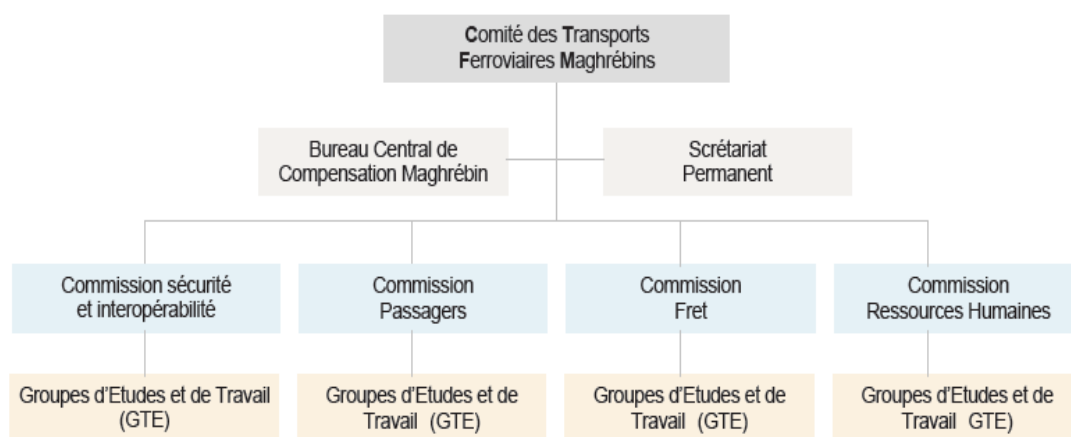 Comité des Transports
Ferroviaires Maghrébins
Bureau Central de
Compensation Maghrébin
Scrétariat
Permanent
Commission sécurité
et interopérabilité
Commission
Passagers
Commission
Fret
Commission
Ressources Humaines
Groupes d'Etudes et de Travail
(GTE)
Groupes d'Etudes et de
Travail (GTE)
Groupes d'Etudes et de
Travail (GTE)
Groupes d'Etudes et de
Travail GTE)